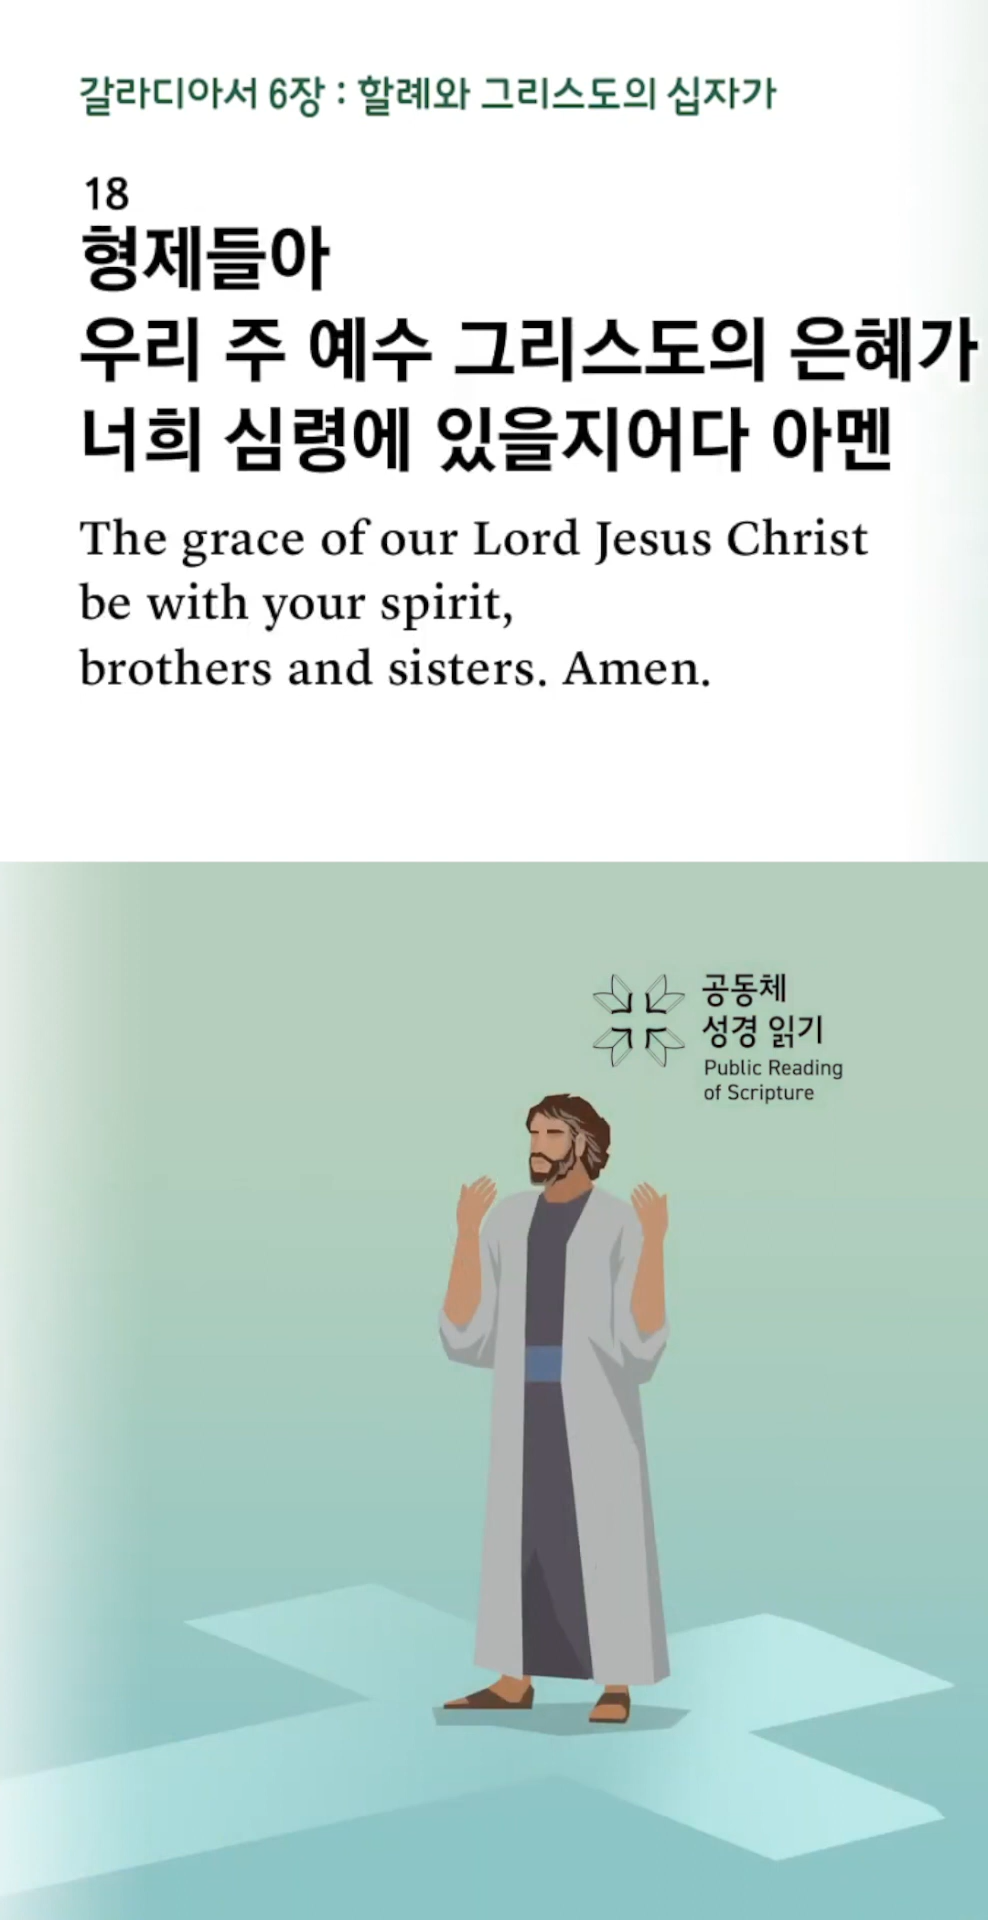 갈라디아서 6장 : 할례와 그리스도의 십자가
18
형제들아
우리 주 예수 그리스도의 은혜가
너희 심령에 있을지어다 아멘
The grace of our Lord Jesus Christ
be with your spirit,
brothers and sisters. Amen.
공동체
성경 읽기
Public Reading
of Scripture